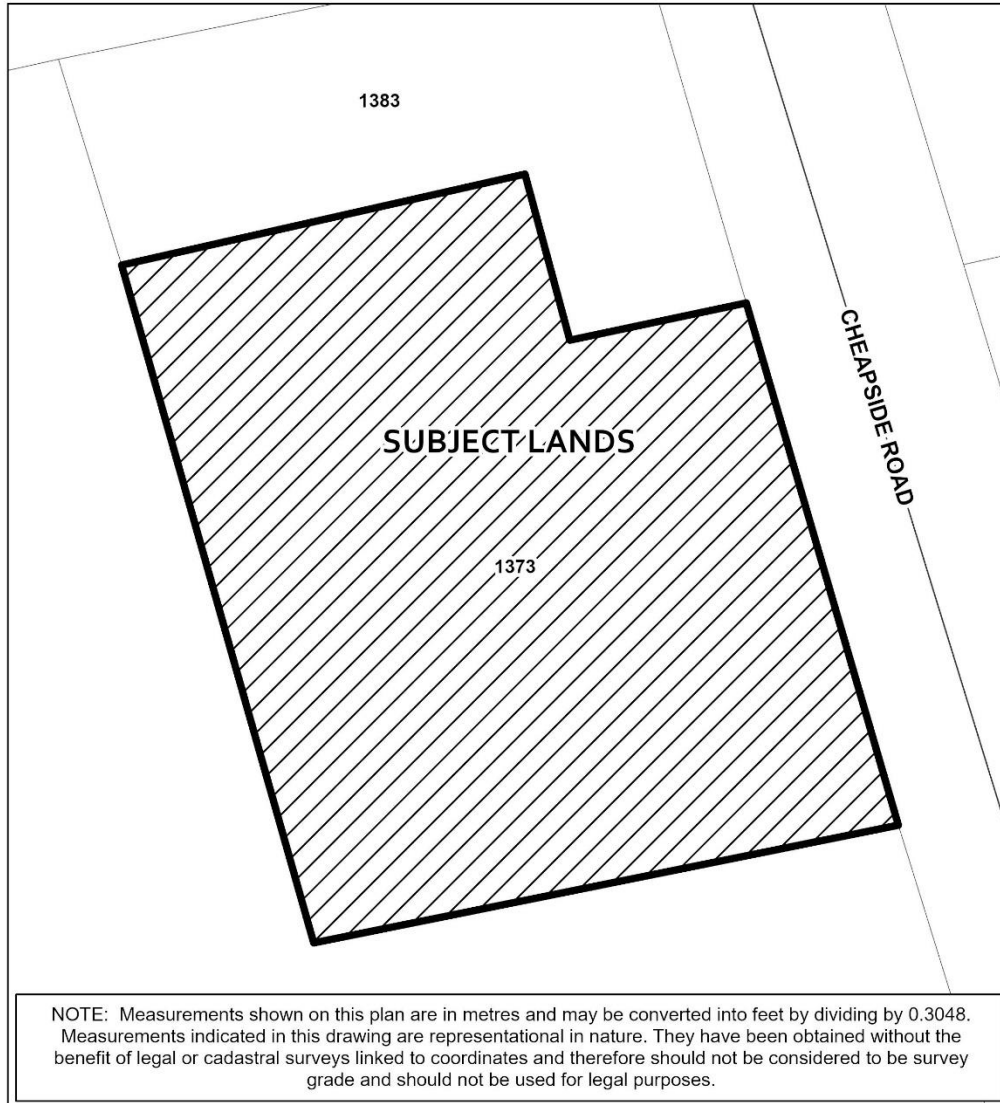 1383
CHEAPSIDE ROAD
SUBJECT LANDS
1373
NOTE: Measurements shown on this plan are in metres and may be converted into feet by dividing by 0.3048.
Measurements indicated in this drawing are representational in nature. They have been obtained without the
benefit of legal or cadastral surveys linked to coordinates and therefore should not be considered to be survey
grade and should not be used for legal purposes.